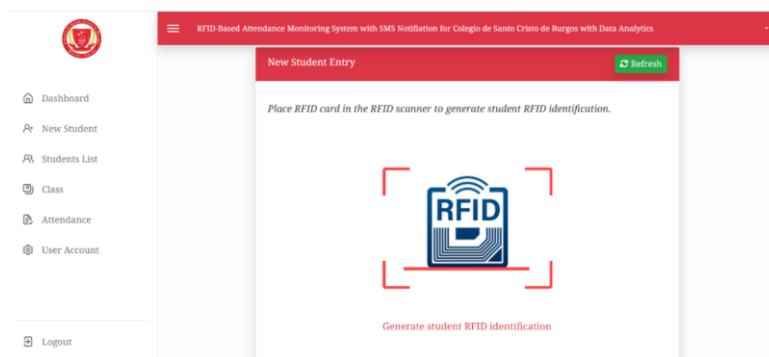 RFID-Based Attendance Monitoring System with SMS Notifiation for Colegio de Santo Cristo de Burgos with Data Analytics
Dashboard
New Student
Students List
Class
Attendance
User Account
Logout
New Student Entry
Refresh
Place RFID card in the RFID scanner to generate student RFID identification.
RFID
Generate student RFID identification